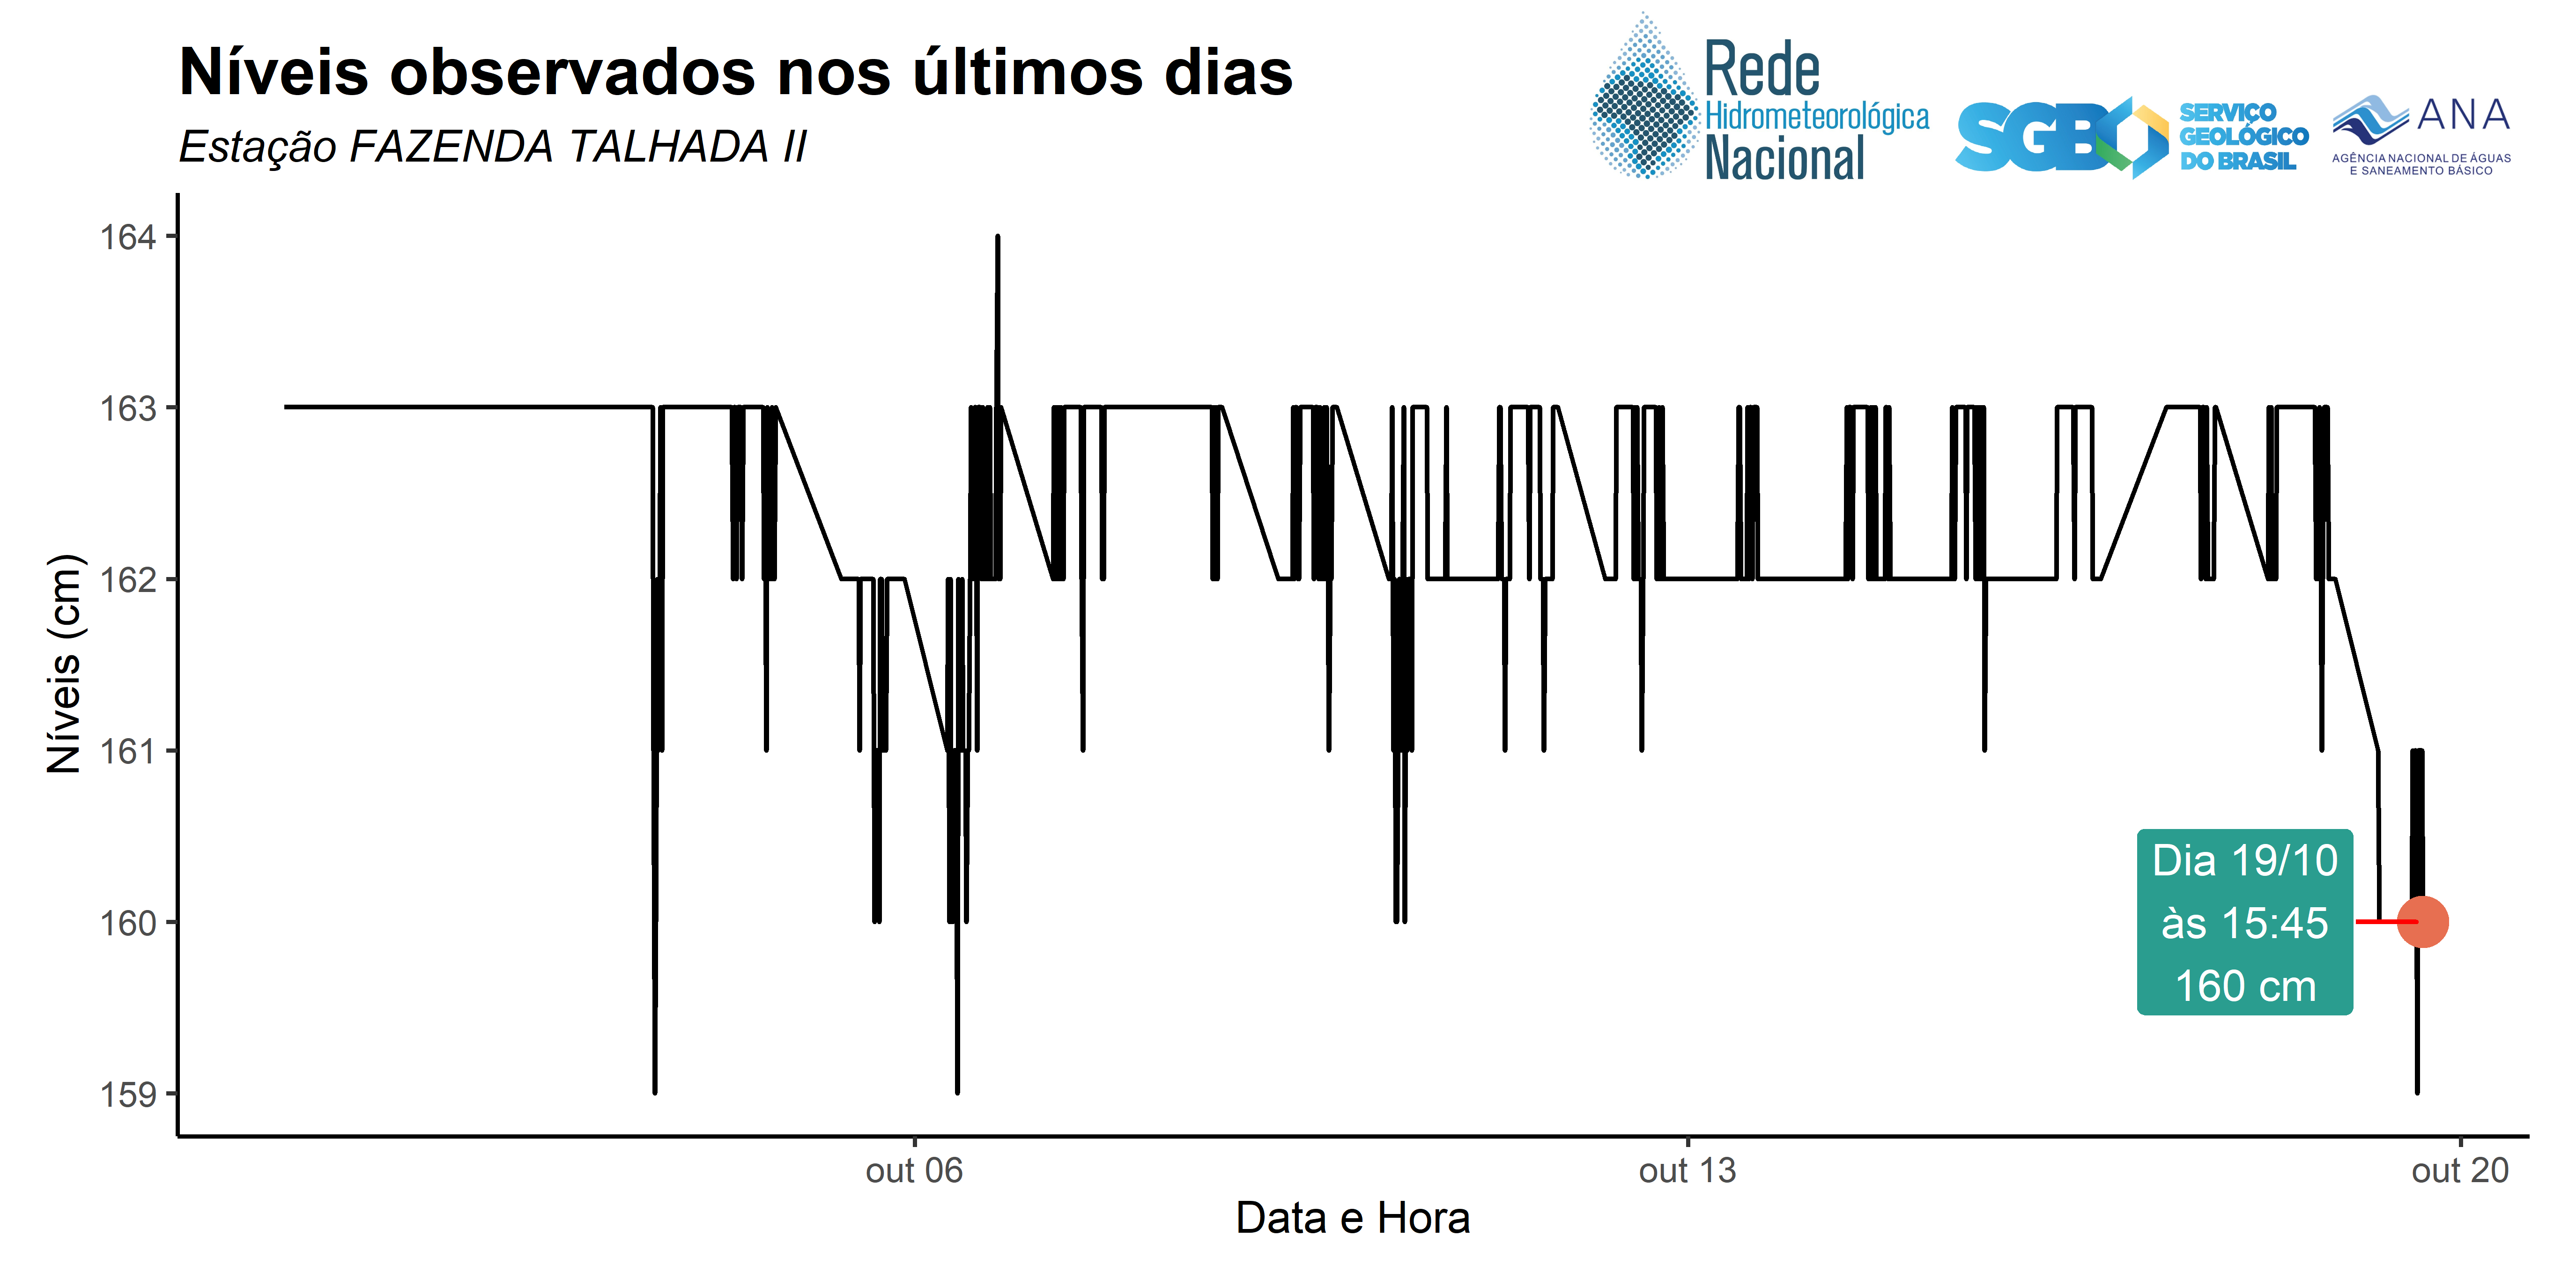 Níveis observados nos últimos dias
Estação FAZENDA TALHADA II
Rede
Hidrometeorológica
Nacional
SGB
SERVIÇO
GEOLÓGICO
DO BRASIL
ANA
AGÊNCIA NACIONAL DE ÁGUAS
E SANEAMENTO BÁSICO
Níveis (cm)
164
163
162
161
160
159
Dia 19/10
às 15:45
160 cm
out 06
out 13
out 20
Data e Hora